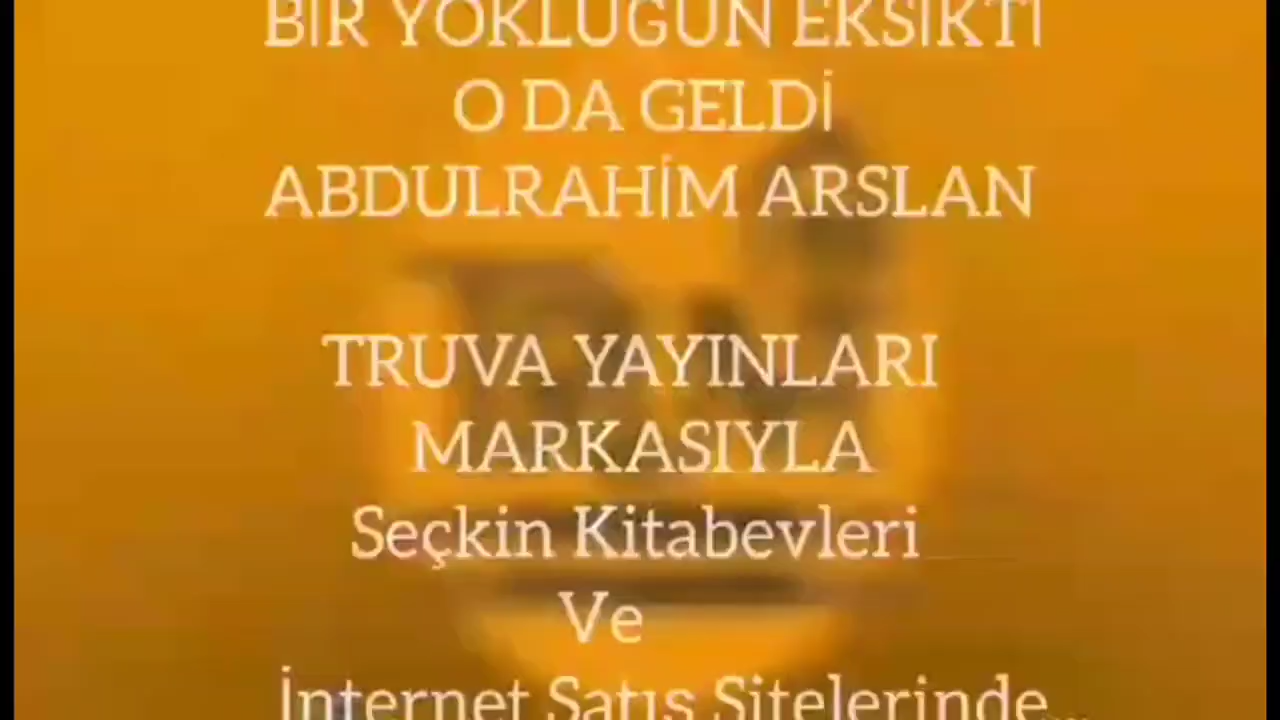 BİR YOKLUĞUN EKSİKTİ
O DA GELDİ
ABDULRAHİM ARSLAN
TRUVA YAYINLARI
MARKASIYLA
Seçkin Kitabevleri
Ve
İnternet Satış Sitelerinde...